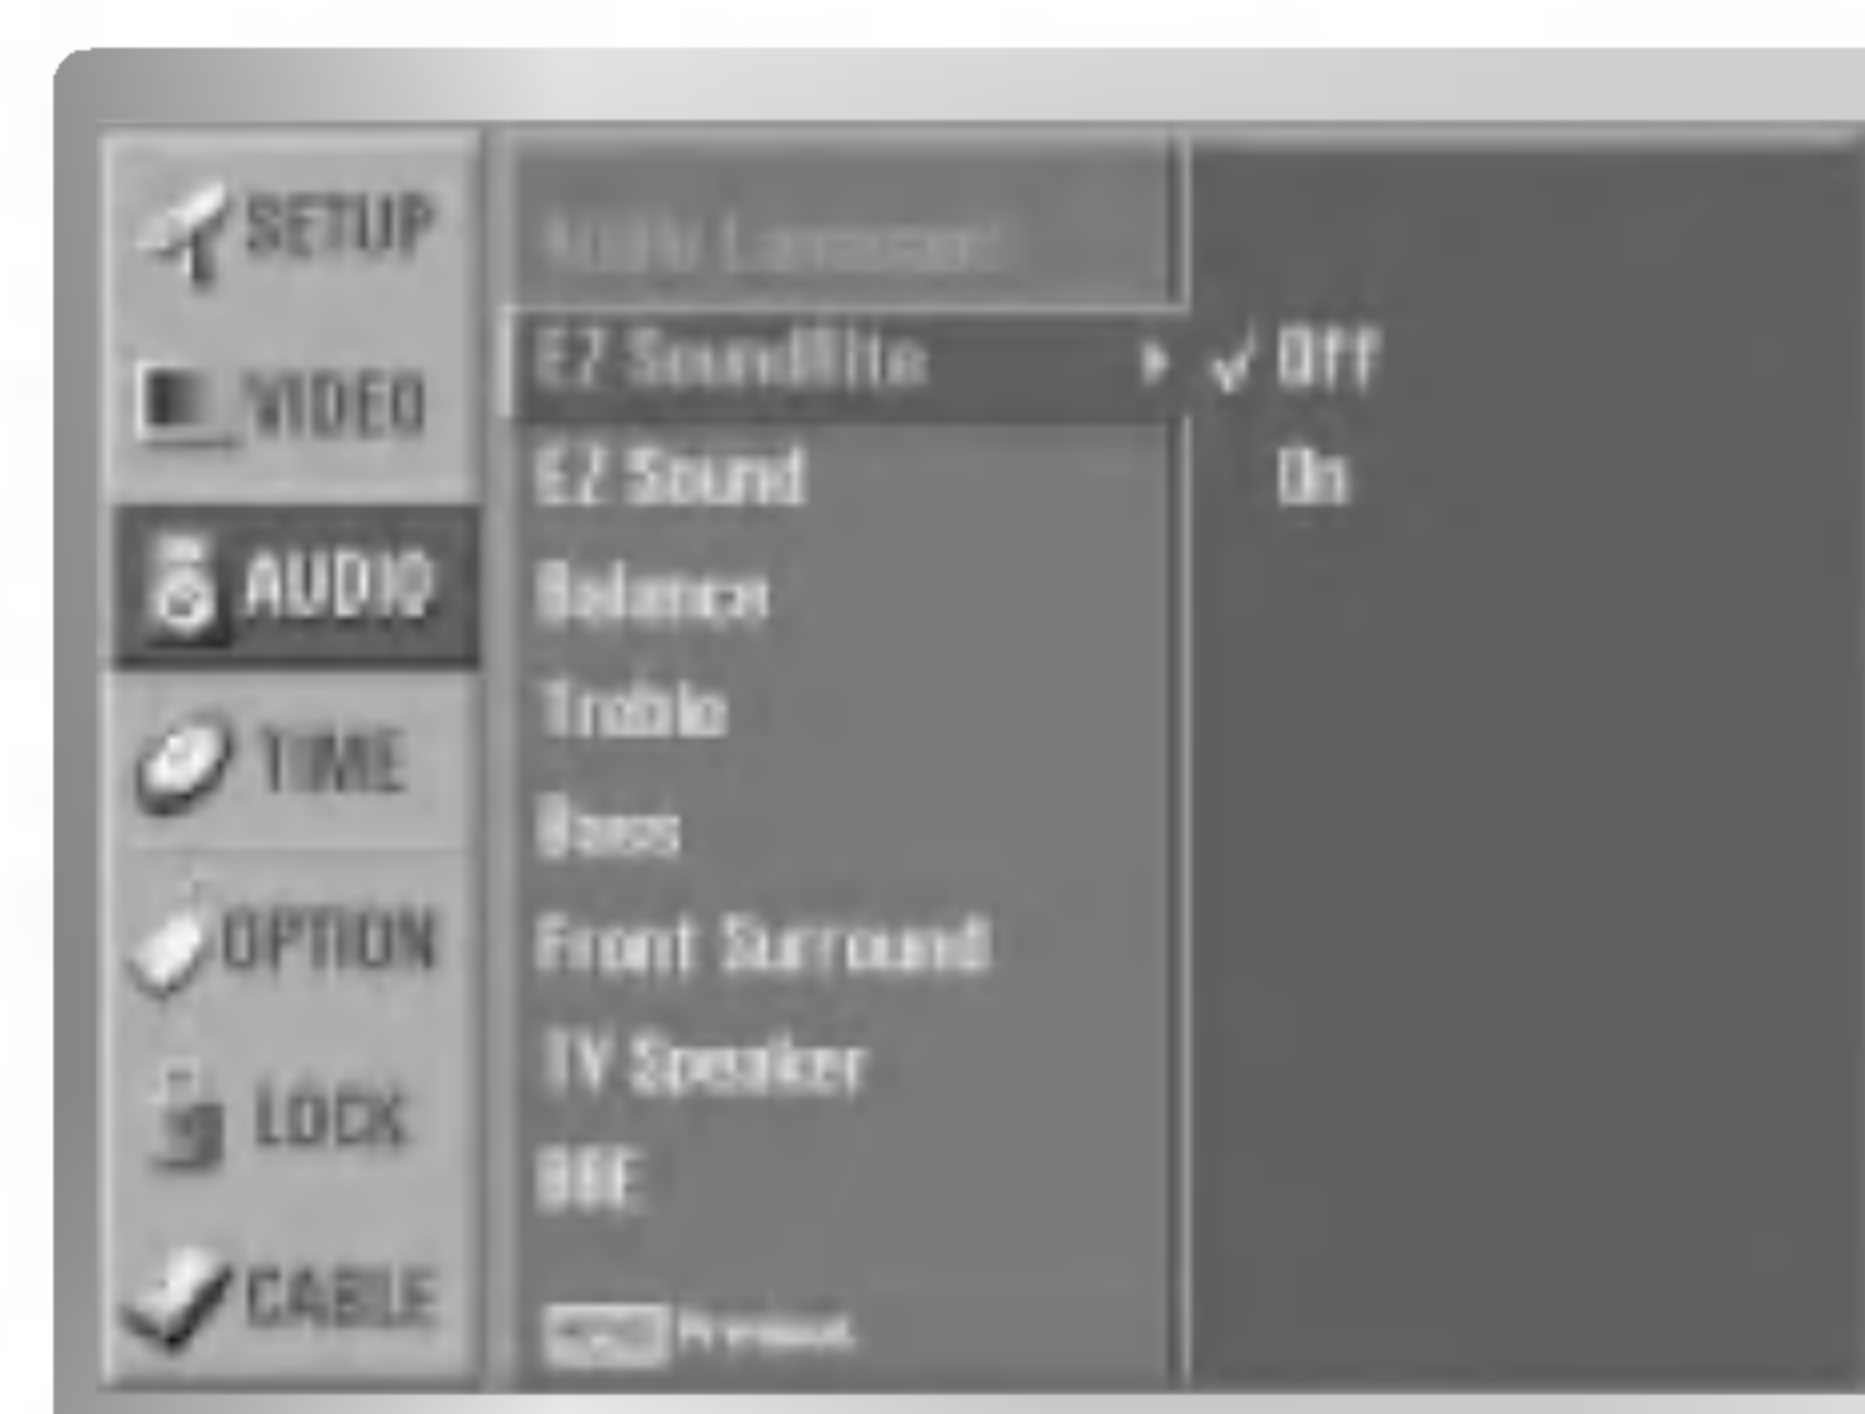 SETUP
VIDEO
AUDIO
TIME
OPTION
LOCK
CABLE
EZ SoundRite
EZ Sound
Balance
Treble
Bass
Front Surround
TV Speaker
BBE
Off
On